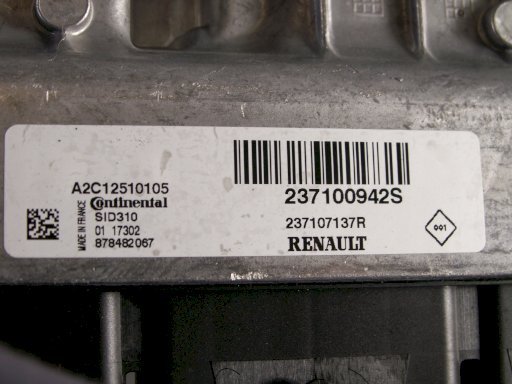 A2C12510105
Continental
SID310
01 17302
878482067
MADE IN FRANCE
237100942S
237107137R
RENAULT
001